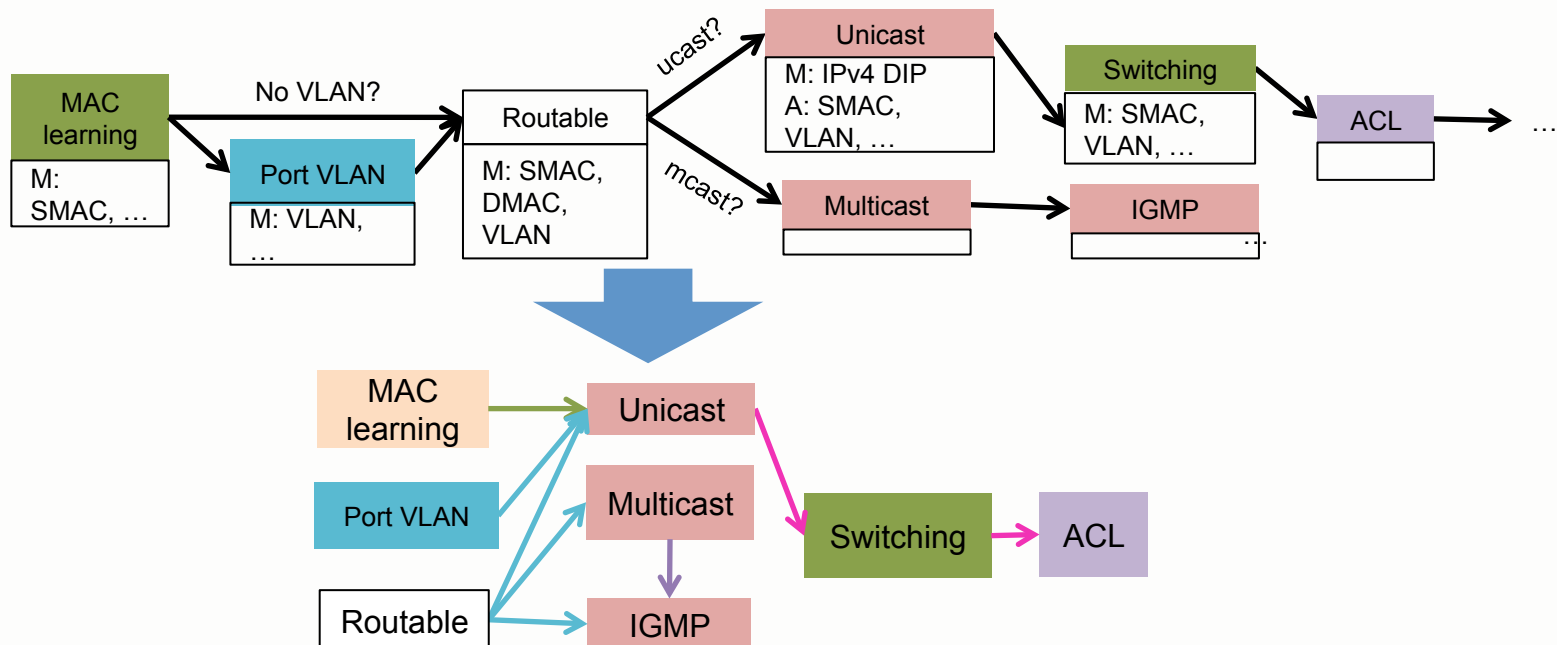 MAC
learning
M:
SMAC, …
No VLAN?
Port VLAN
M: VLAN,
…
Routable
M: SMAC,
DMAC,
VLAN
ucast?
mcast?
Unicast
M: IPv4 DIP
A: SMAC,
VLAN, …
Multicast
Switching
M: SMAC,
VLAN, …
IGMP
…
ACL
…
MAC
learning
Port VLAN
Routable
Unicast
Multicast
IGMP
Switching
ACL